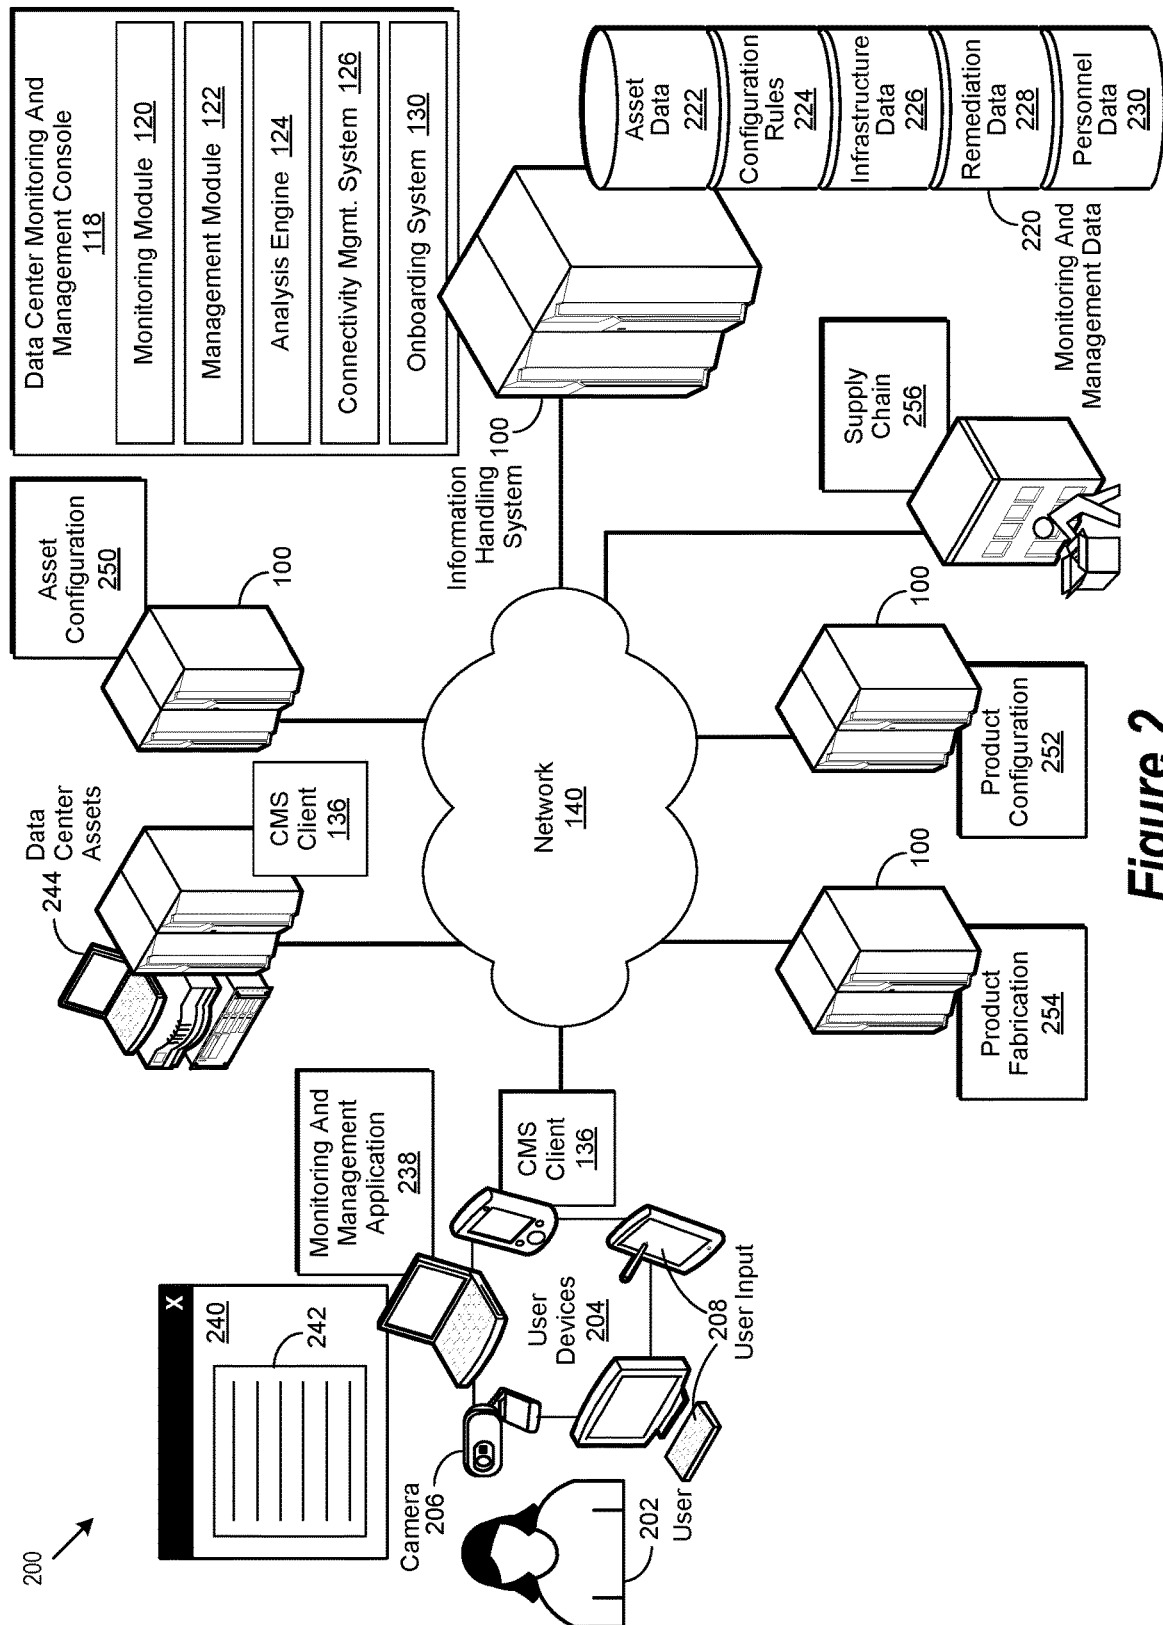 200
X
240
242
Monitoring And
Management
Application
238
Camera
206
User
Devices
204
208
User Input
202
User
CMS
Client
136
244
Data
Center
Assets
CMS
Client
136
Asset
Configuration
250
100
Network
140
Information
Handling
System
100
Data Center Monitoring And
Management Console
118
Monitoring Module 120
Management Module 122
Analysis Engine 124
Connectivity Mgmt. System 126
Onboarding System 130
Asset
Data
222
Configuration
Rules
224
Infrastructure
Data
226
Remediation
Data
228
Personnel
Data
230
220
Monitoring And
Management Data
Supply
Chain
256
100
Product
Configuration
252
100
Product
Fabrication
254
Figure 2